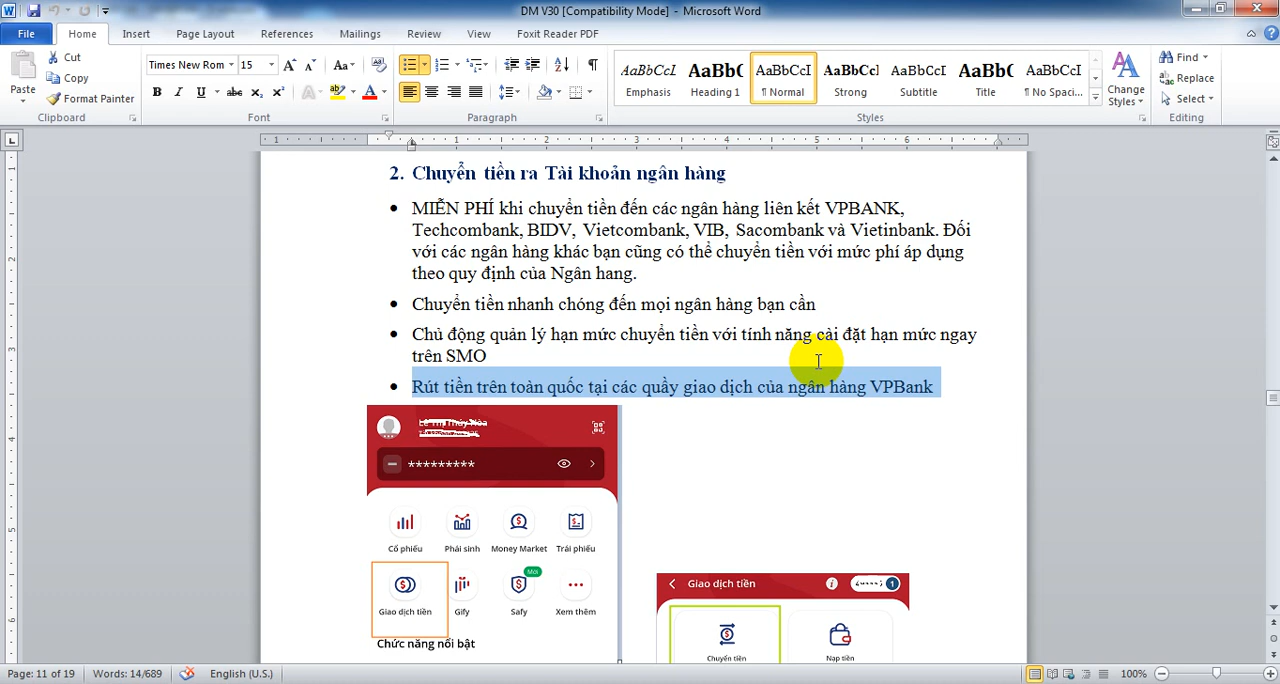 DM V30 [Compatibility Mode] - Microsoft Word
File Home Insert Page Layout References Mailings Review View Foxit Reader PDF
Paste
Cut
Copy
Format Painter
Clipboard
Times New Rom 15
Font
Paragraph
AaBbCcI AaBb( AaBbCcI AaBbCcl AaBbCcI AaBb( AaBbCcI
Emphasis Heading 1 ¶ Normal Strong Subtitle Title ¶ No Spaci...
Styles
Change Styles
Find
Replace
Select
Editing
2. Chuyển tiền ra Tài khoản ngân hàng
• MIỄN PHÍ khi chuyển tiền đến các ngân hàng liên kết VPBANK,
Techcombank, BIDV, Vietcombank, VIB, Sacombank và Vietinbank. Đối
với các ngân hàng khác bạn cũng có thể chuyển tiền với mức phí áp dụng
theo quy định của Ngân hang.
• Chuyển tiền nhanh chóng đến mọi ngân hàng bạn cần
• Chủ động quản lý hạn mức chuyển tiền với tính năng cài đặt hạn mức ngay
trên SMO
• Rút tiền trên toàn quốc tại các quầy giao dịch của ngân hàng VPBank
*********
Cổ phiếu Phái sinh Money Market Trái phiếu
Mới
Giao dịch tiền Gify Safy Xem thêm
Chức năng nổi bật
Giao dịch tiền
1
Chuyển tiền Nạp tiền
Page: 11 of 19 Words: 14/689 English (U.S.) 100%